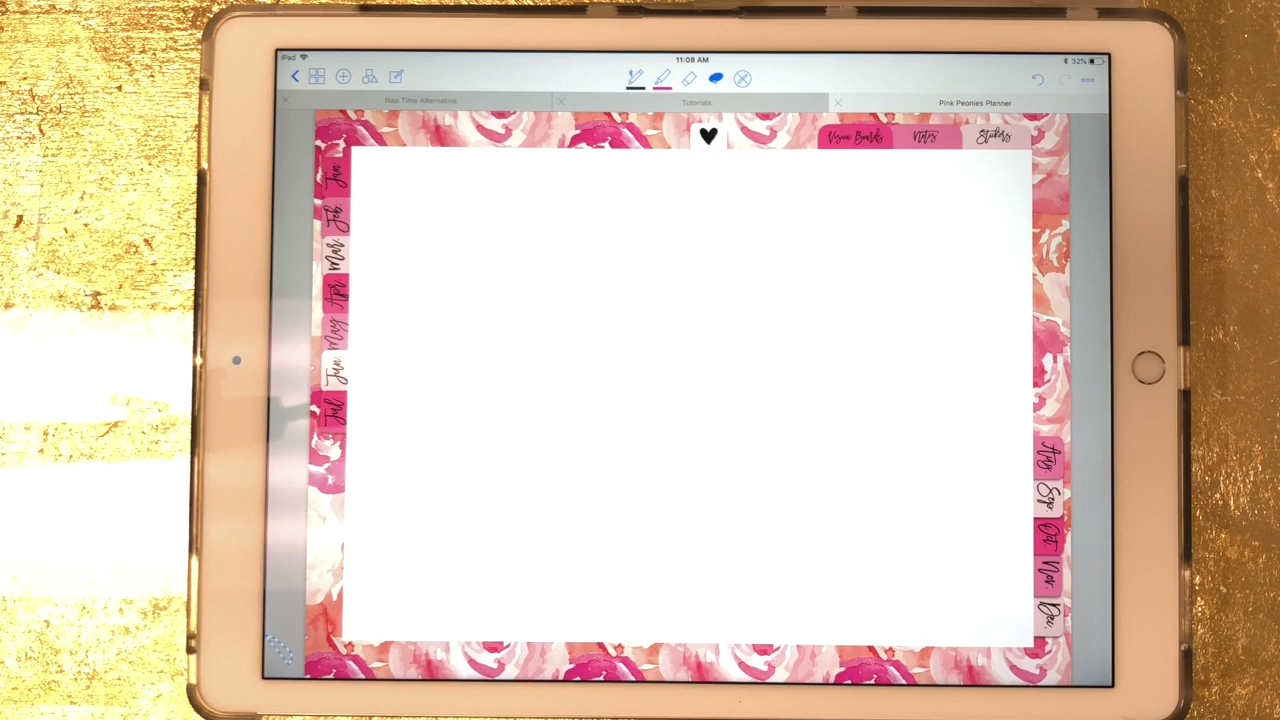 iPad 11:08 AM 32%
Nap Time Alternative Tutorials Pink Peonies Planner
Vision Boards Notes Stickers
Jan
Feb
Mar
Apr
May
Jun
Jul
Aug.
Sep.
Oct.
Nov.
Dec.